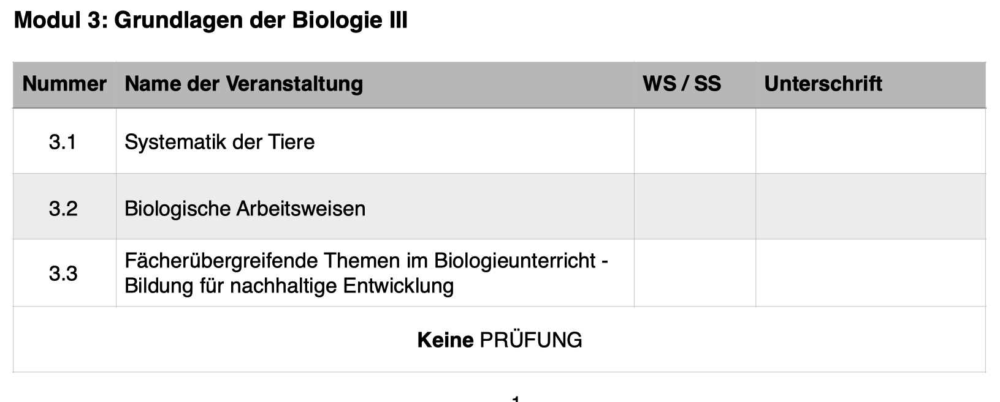 Modul 3: Grundlagen der Biologie III
Nummer Name der Veranstaltung WS / SS Unterschrift
3.1 Systematik der Tiere
3.2 Biologische Arbeitsweisen
3.3 Fächerübergreifende Themen im Biologieunterricht -
Bildung für nachhaltige Entwicklung
Keine PRÜFUNG
1